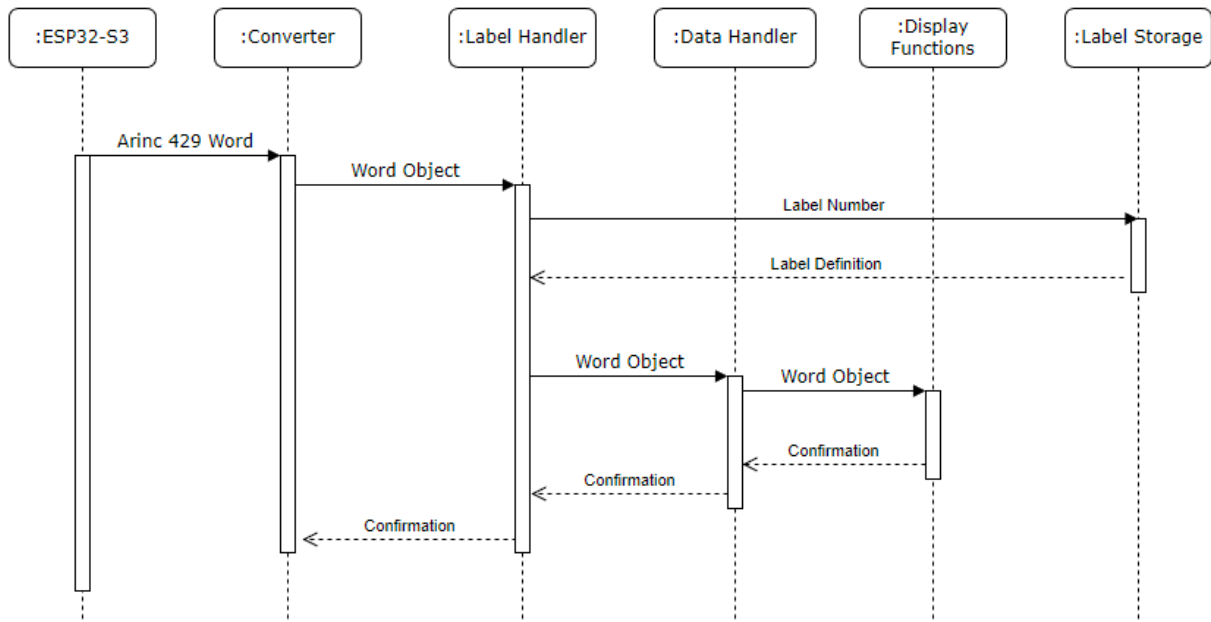 :ESP32-S3
:Converter
:Label Handler
:Data Handler
:Display
Functions
:Label Storage
Arinc 429 Word
Word Object
Label Number
Label Definition
Word Object
Word Object
Confirmation
Confirmation
Confirmation